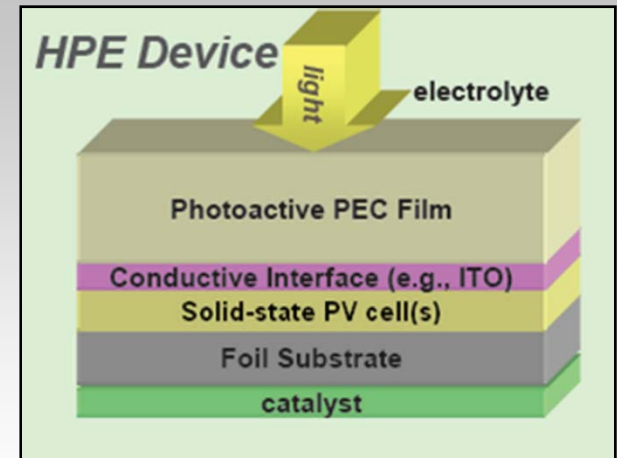 HPE Device
light
electrolyte
Photoactive PEC Film
Conductive Interface (e.g., ITO)
Solid-state PV cell(s)
Foil Substrate
catalyst